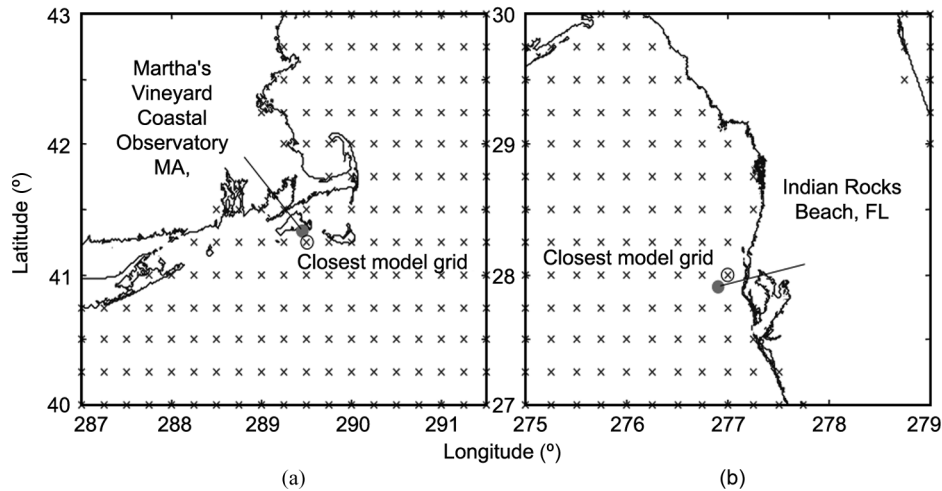 43
42
41
40
Latitude (º)
Martha's
Vineyard
Coastal
Observatory
MA,
Closest model grid
287 288 289 290 291
(a)
30
29
28
27
Indian Rocks
Beach, FL
Closest model grid
275 276 277 278 279
Longitude (º)
(b)